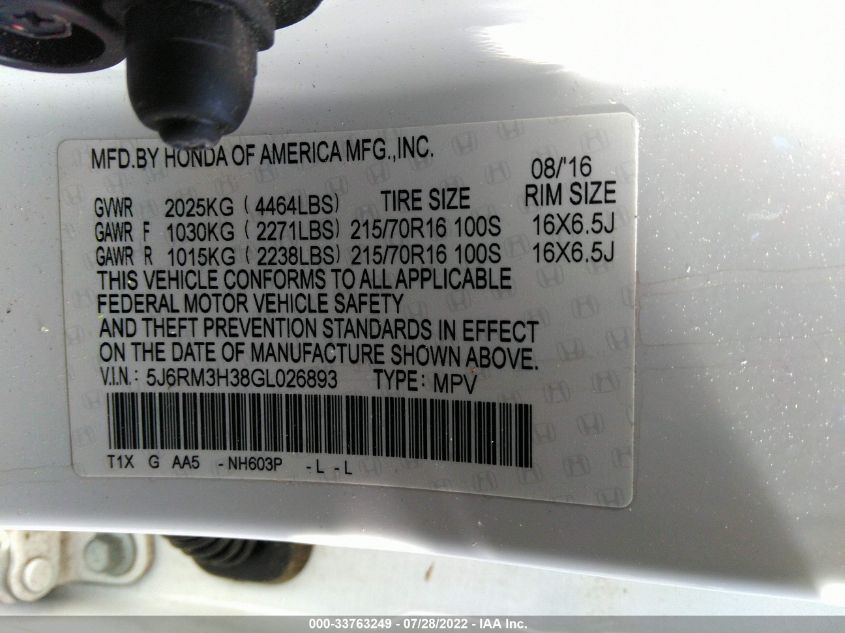 MFD.BY HONDA OF AMERICA MFG.,INC.
08/'16
GVWR 2025KG (4464LBS) TIRE SIZE RIM SIZE
GAWR F 1030KG (2271LBS) 215/70R16 100S 16X6.5J
GAWR R 1015KG (2238LBS) 215/70R16 100S 16X6.5J
THIS VEHICLE CONFORMS TO ALL APPLICABLE
FEDERAL MOTOR VEHICLE SAFETY
AND THEFT PREVENTION STANDARDS IN EFFECT
ON THE DATE OF MANUFACTURE SHOWN ABOVE.
V.I.N.: 5J6RM3H38GL026893 TYPE: MPV
T1X G AA5 -NH603P -L -L
000-33763249 - 07/28/2022 - IAA Inc.